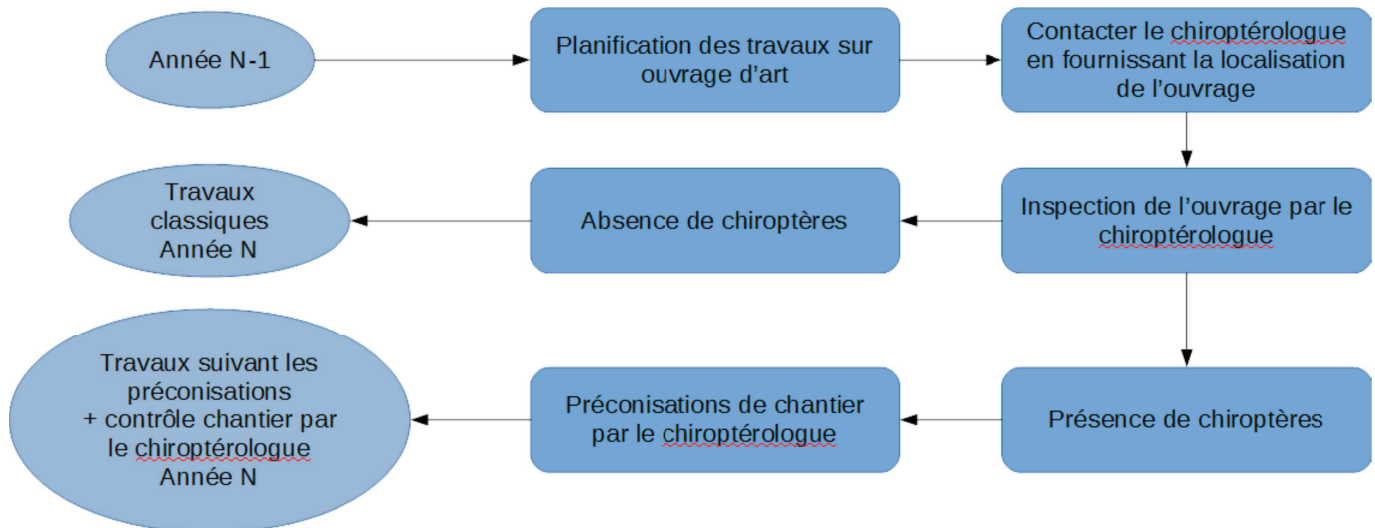 Année N-1
Planification des travaux sur
ouvrage d'art
Contacter le chiroptérologue
en fournissant la localisation
de l'ouvrage
Travaux
classiques
Année N
Absence de chiroptères
Inspection de l'ouvrage par le
chiroptérologue
Travaux suivant les
préconisations
+ contrôle chantier par
le chiroptérologue
Année N
Préconisations de chantier
par le chiroptérologue
Présence de chiroptères